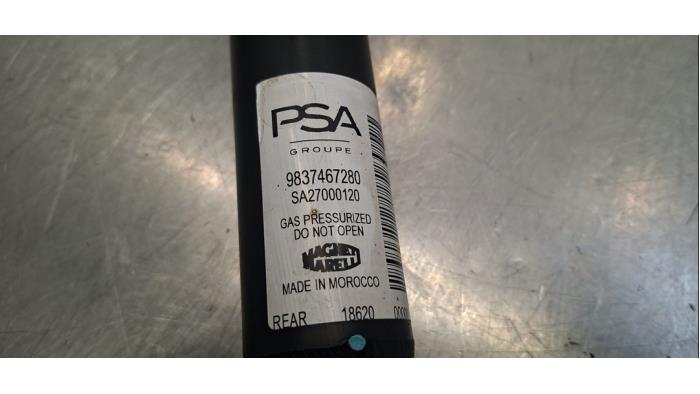 PSA
GROUPE
9837467280
SA27000120
GAS PRESSURIZED
DO NOT OPEN
MAGNETI
MARELLI
MADE IN MOROCCO
REAR 18620